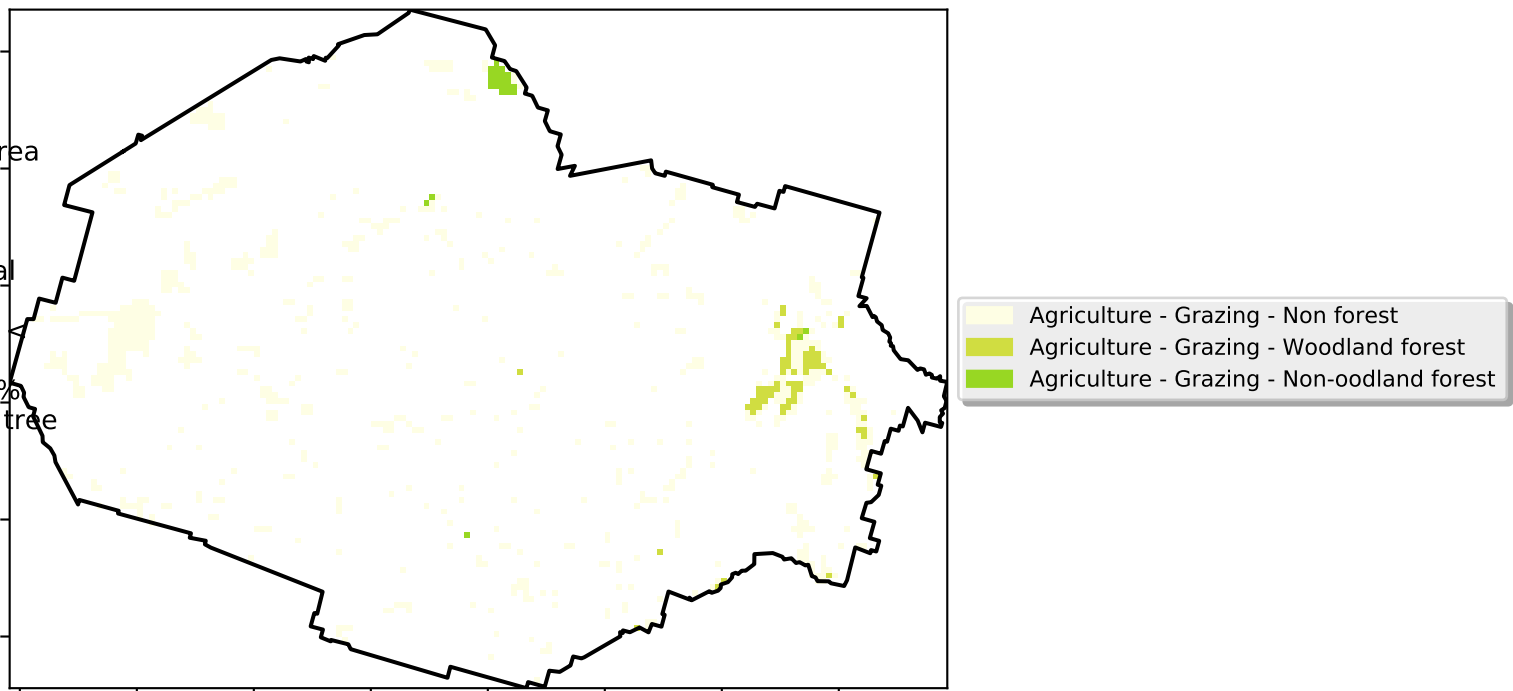 rea
al
<
%
tree
Agriculture - Grazing - Non forest
Agriculture - Grazing - Woodland forest
Agriculture - Grazing - Non-oodland forest